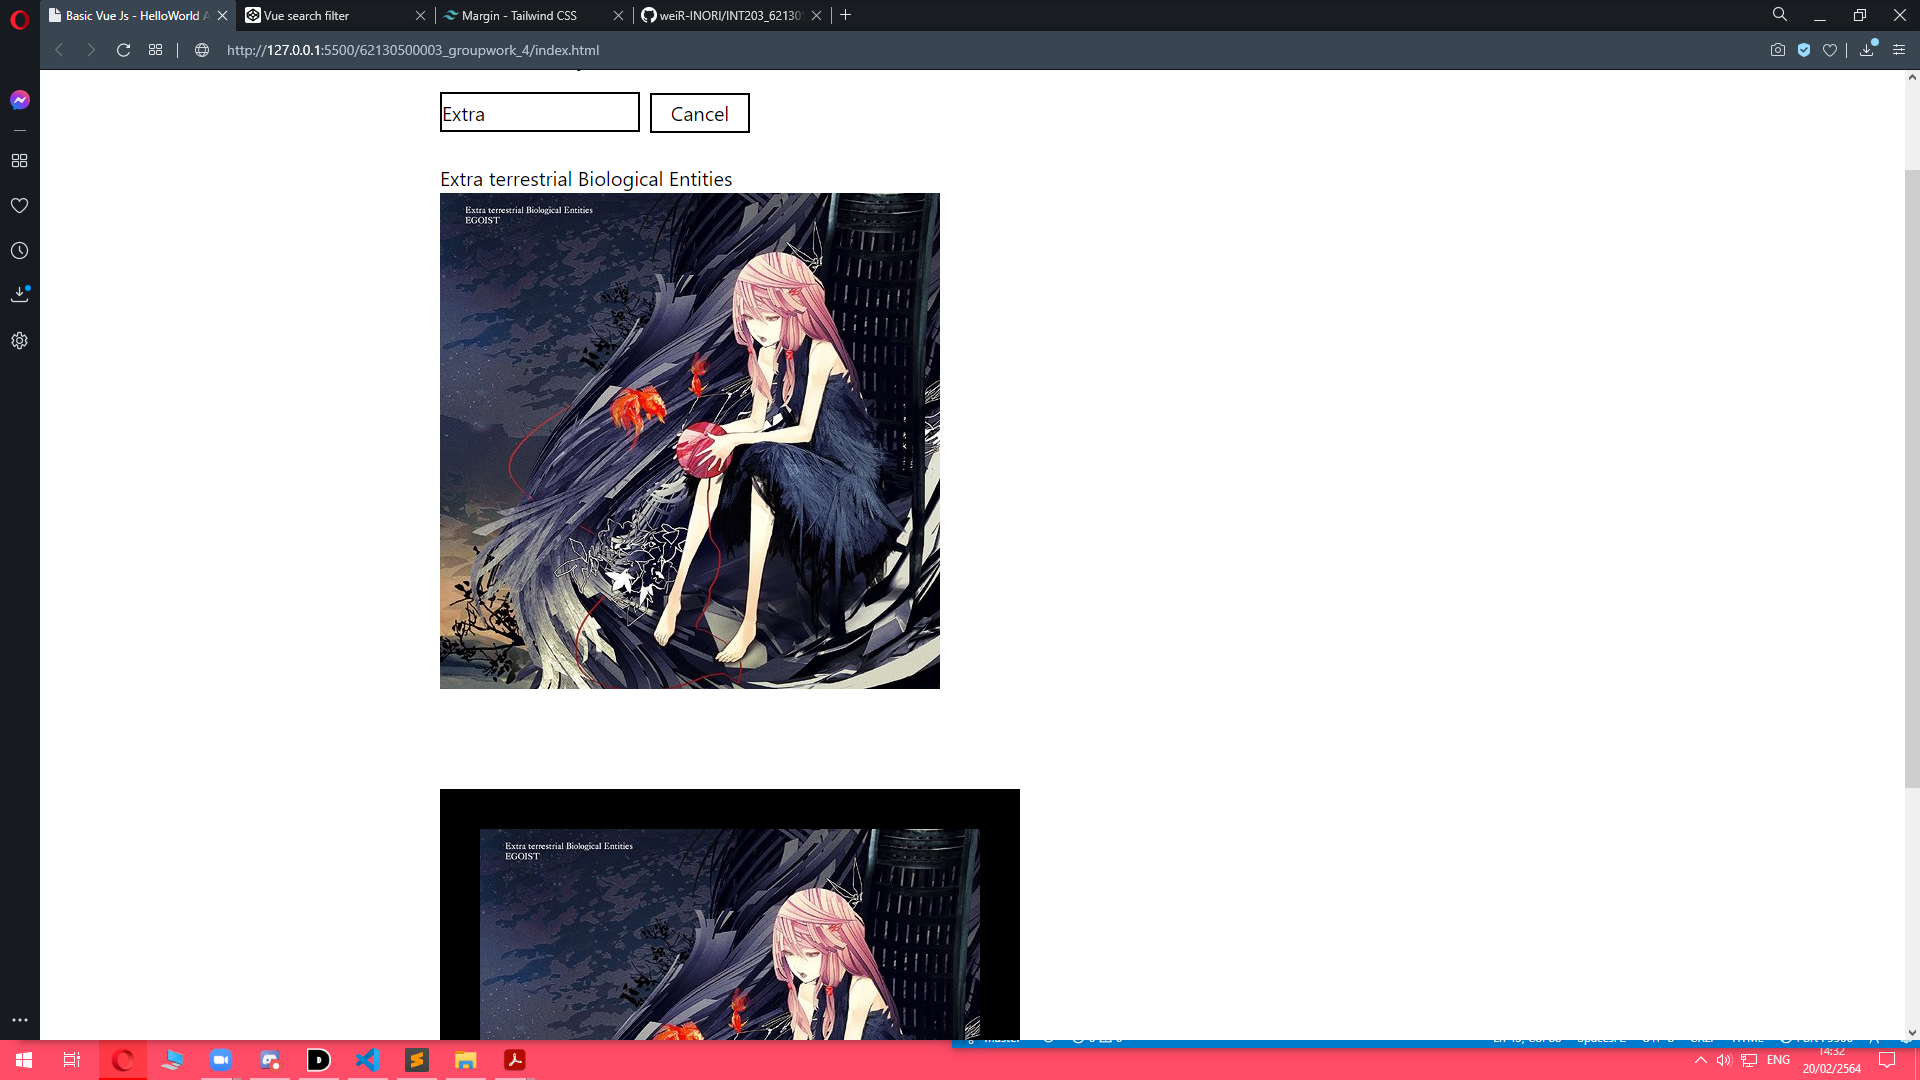 Basic Vue Js - HelloWorld A
Vue search filter
Margin - Tailwind CSS
weiR-INORI/INT203_62130
http://127.0.0.1:5500/62130500003_groupwork_4/index.html
Extra
Cancel
Extra terrestrial Biological Entities
Extra terrestrial Biological Entities
EGOIST
Extra terrestrial Biological Entities
EGOIST
ENG
14:32
20/02/2564